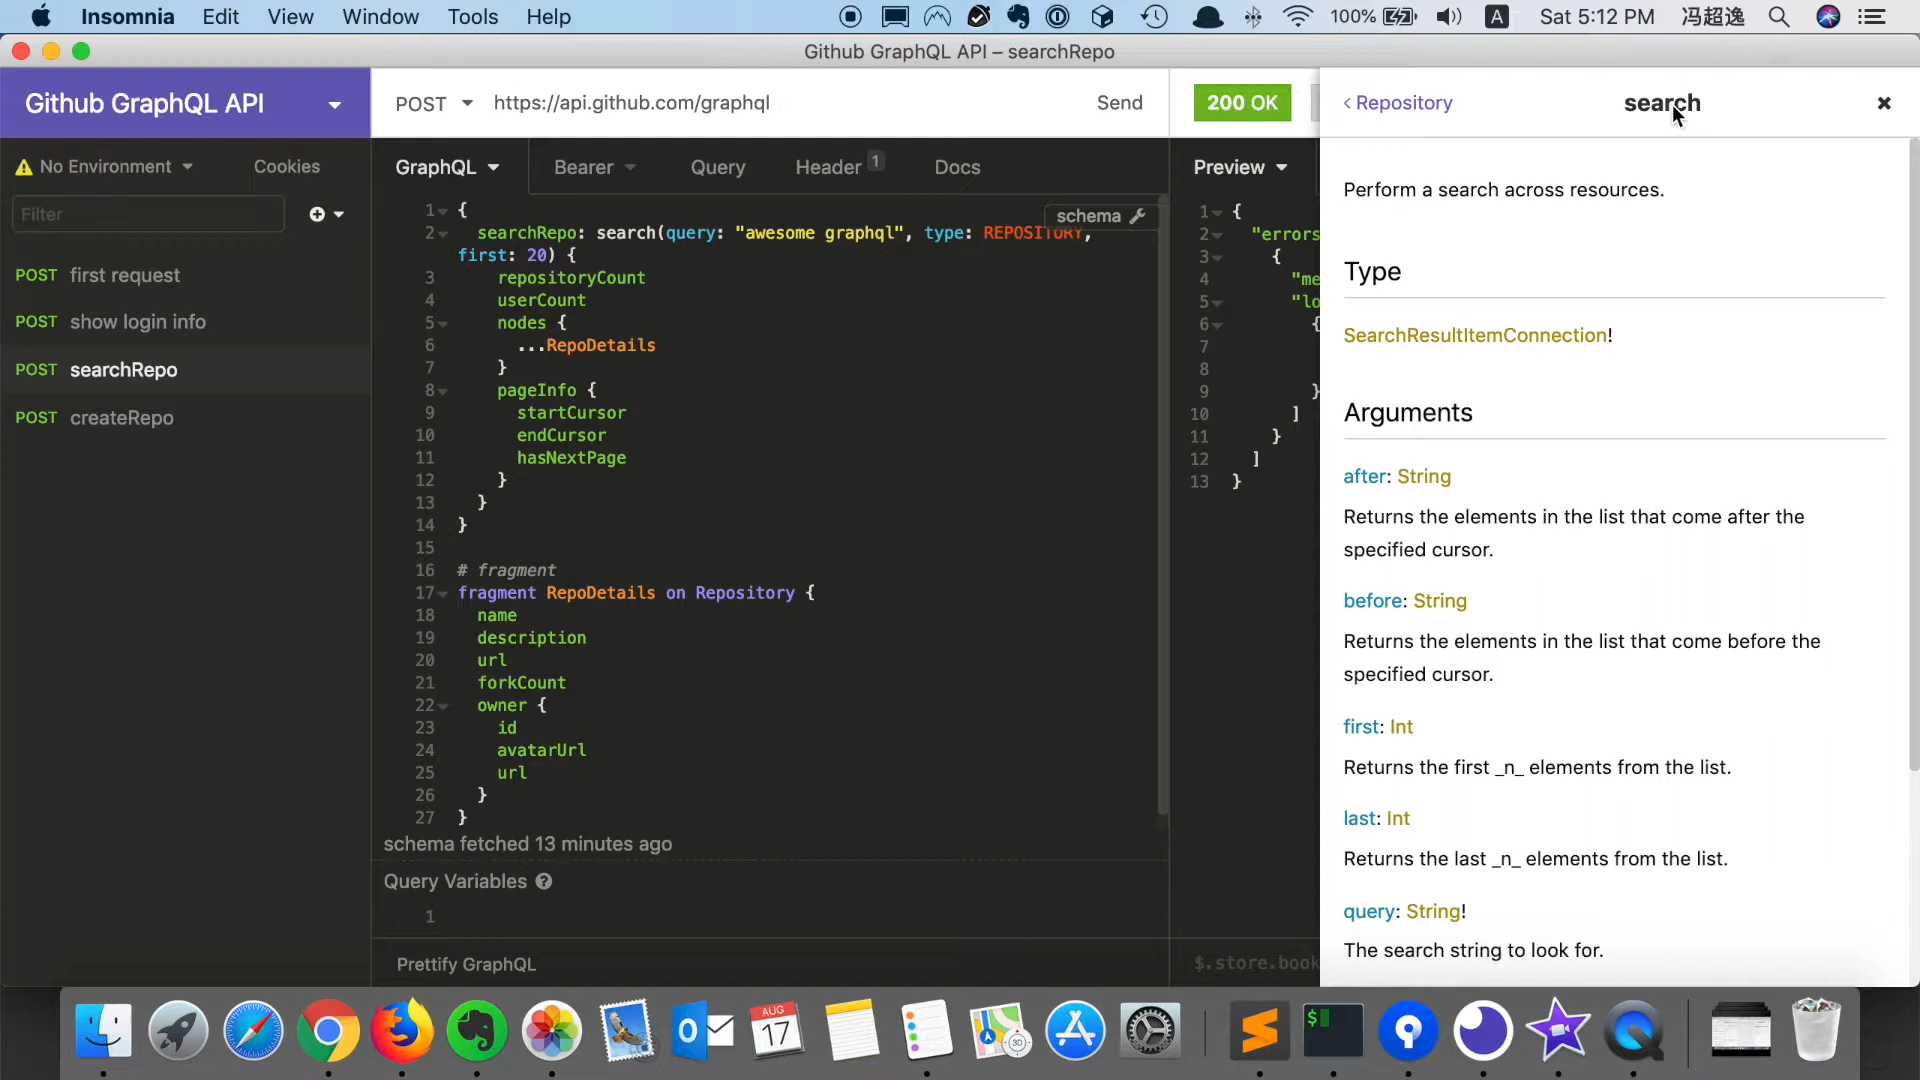 Insomnia Edit View Window Tools Help 100% A Sat 5:12 PM 冯超逸
Github GraphQL API – searchRepo
Github GraphQL API
POST https://api.github.com/graphql Send
200 OK
< Repository search ×
No Environment Cookies
GraphQL Bearer Query Header 1 Docs
Preview
Filter
POST first request
POST show login info
POST searchRepo
POST createRepo
schema
1 {
2 searchRepo: search(query: "awesome graphql", type: REPOSITORY,
first: 20) {
3 repositoryCount
4 userCount
5 nodes {
6 ...RepoDetails
7 }
8 pageInfo {
9 startCursor
10 endCursor
11 hasNextPage
12 }
13 }
14 }
15
16 # fragment
17 fragment RepoDetails on Repository {
18 name
19 description
20 url
21 forkCount
22 owner {
23 id
24 avatarUrl
25 url
26 }
27 }
schema fetched 13 minutes ago
Query Variables ?
1
Prettify GraphQL
1 {
2 "errors
3 {
4 "me
5 "lo
6 {
7
8
9 }
10 ]
11 }
12 ]
13 }
$.store.book
Perform a search across resources.
Type
SearchResultItemConnection!
Arguments
after: String
Returns the elements in the list that come after the
specified cursor.
before: String
Returns the elements in the list that come before the
specified cursor.
first: Int
Returns the first _n_ elements from the list.
last: Int
Returns the last _n_ elements from the list.
query: String!
The search string to look for.
AUG
17
3D
$